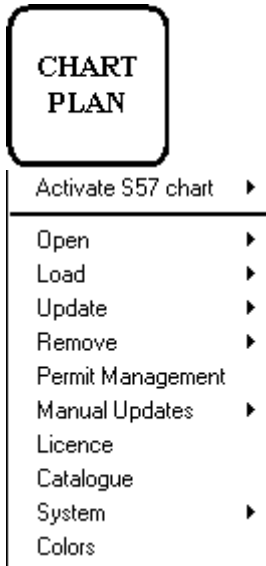 CHART
PLAN
Activate S57 chart
Open
Load
Update
Remove
Permit Management
Manual Updates
Licence
Catalogue
System
Colors